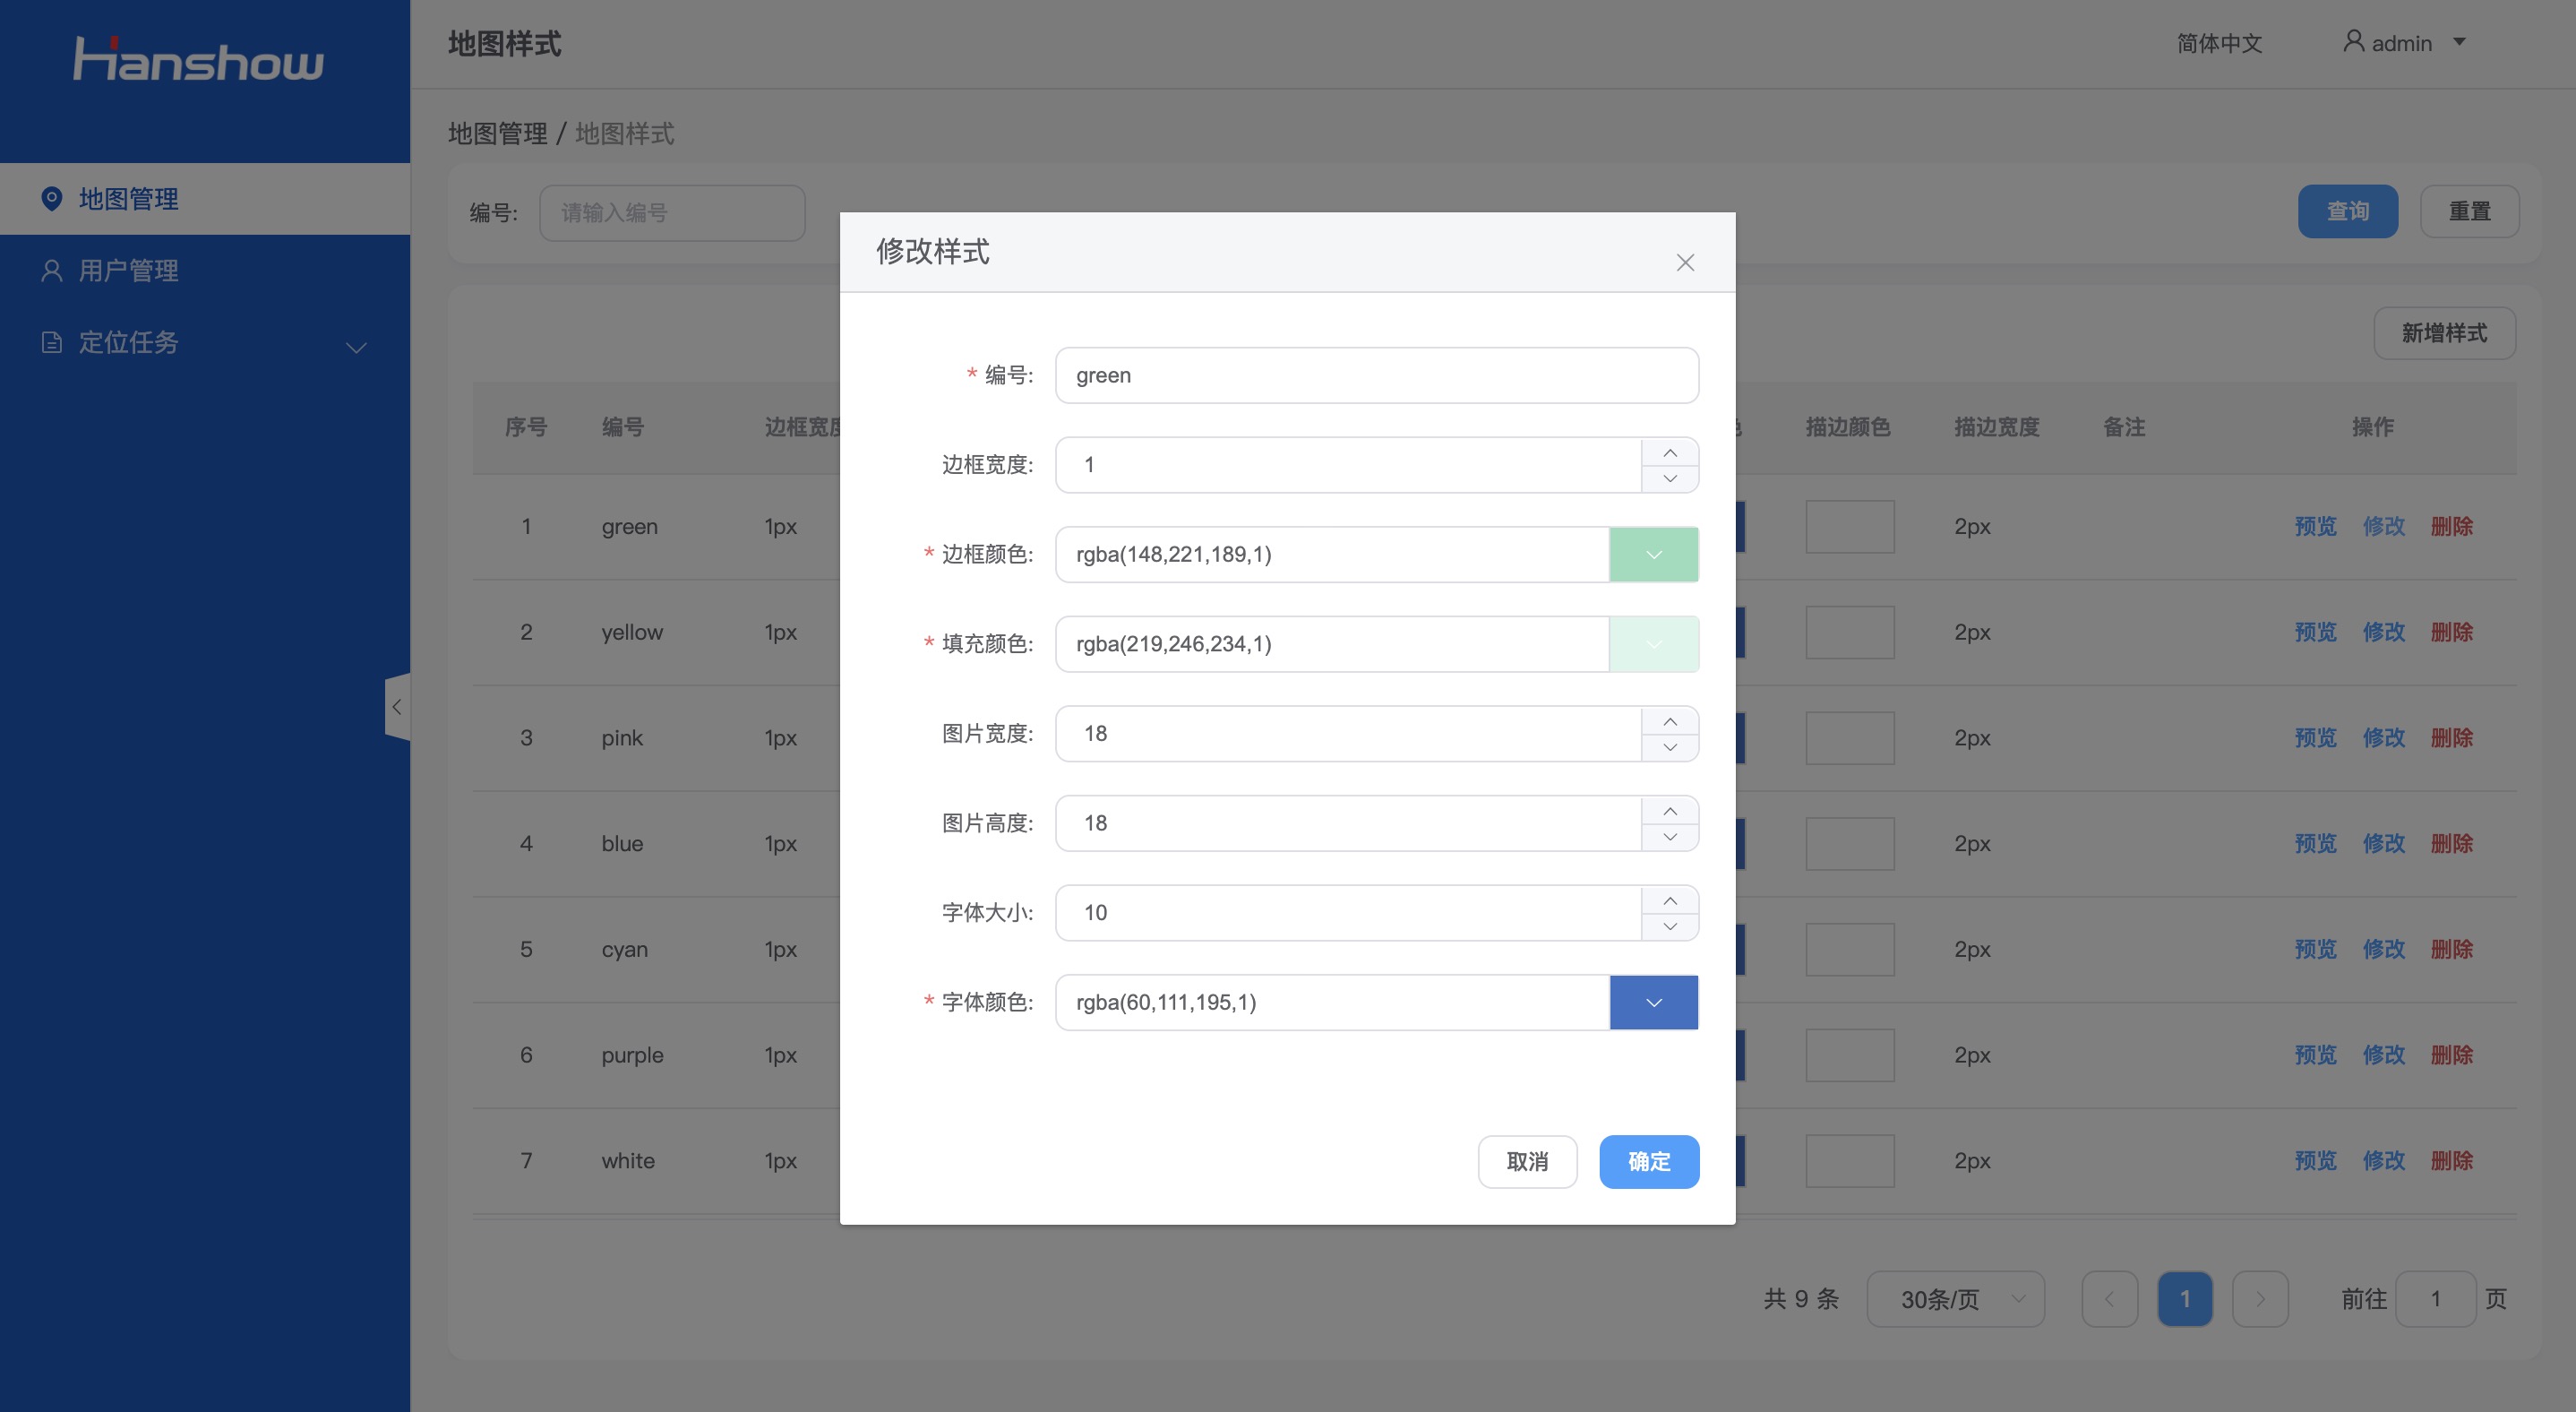 Hanshow
地图样式
简体中文
admin
地图管理 / 地图样式
地图管理
用户管理
定位任务
编号:
请输入编号
查询
重置
新增样式
序号 编号 边框宽度 描边颜色 描边宽度 备注 操作
1 green 1px 2px 预览 修改 删除
2 yellow 1px 2px 预览 修改 删除
3 pink 1px 2px 预览 修改 删除
4 blue 1px 2px 预览 修改 删除
5 cyan 1px 2px 预览 修改 删除
6 purple 1px 2px 预览 修改 删除
7 white 1px 2px 预览 修改 删除
共 9 条 30条/页 1 前往 1 页
修改样式
* 编号: green
边框宽度: 1
* 边框颜色: rgba(148,221,189,1)
* 填充颜色: rgba(219,246,234,1)
图片宽度: 18
图片高度: 18
字体大小: 10
* 字体颜色: rgba(60,111,195,1)
取消 确定